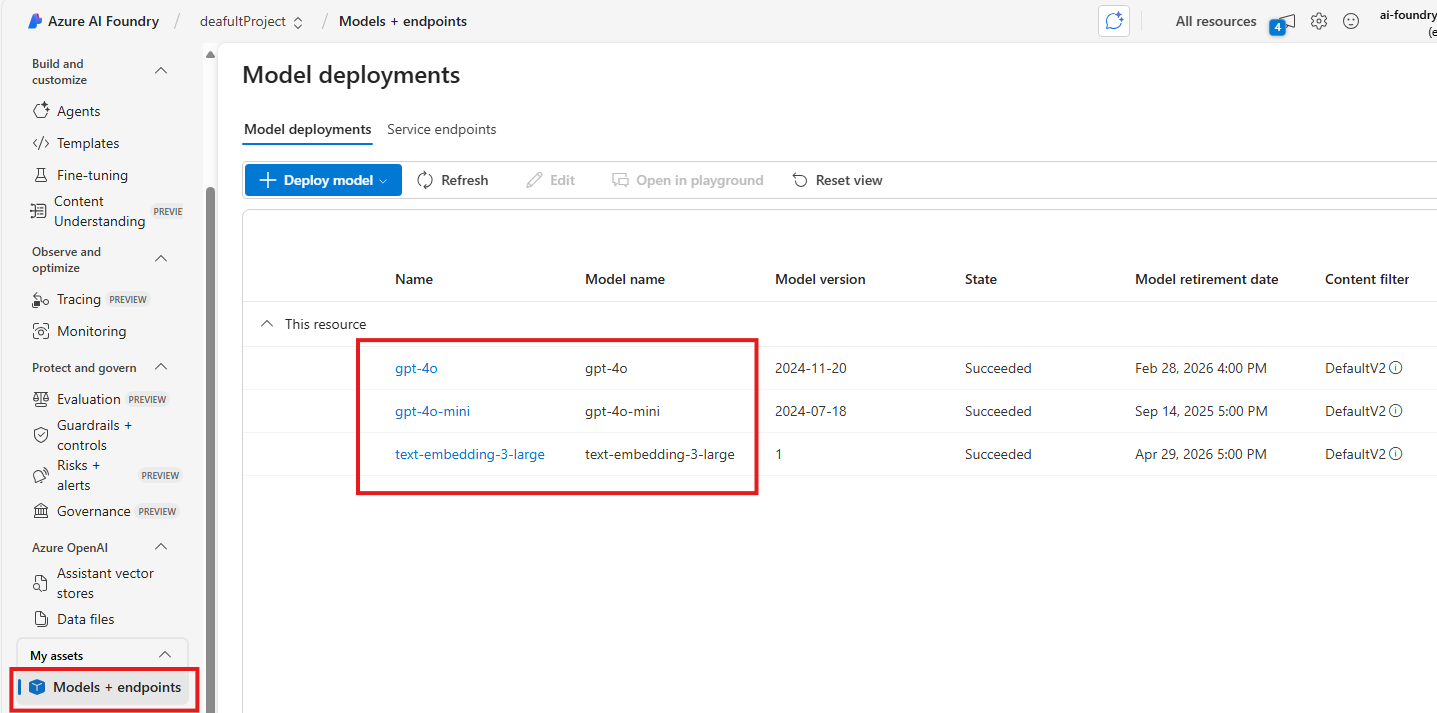 Azure AI Foundry / deafultProject / Models + endpoints All resources 4 ai-foundry
(e
Build and
customize
Agents
Templates
Fine-tuning
Content
Understanding PREVIE
Observe and
optimize
Tracing PREVIEW
Monitoring
Protect and govern
Evaluation PREVIEW
Guardrails +
controls
Risks +
alerts PREVIEW
Governance PREVIEW
Azure OpenAI
Assistant vector
stores
Data files
My assets
Models + endpoints
Model deployments
Model deployments Service endpoints
Deploy model Refresh Edit Open in playground Reset view
Name Model name Model version State Model retirement date Content filter
This resource
gpt-4o gpt-4o 2024-11-20 Succeeded Feb 28, 2026 4:00 PM DefaultV2
gpt-4o-mini gpt-4o-mini 2024-07-18 Succeeded Sep 14, 2025 5:00 PM DefaultV2
text-embedding-3-large text-embedding-3-large 1 Succeeded Apr 29, 2026 5:00 PM DefaultV2